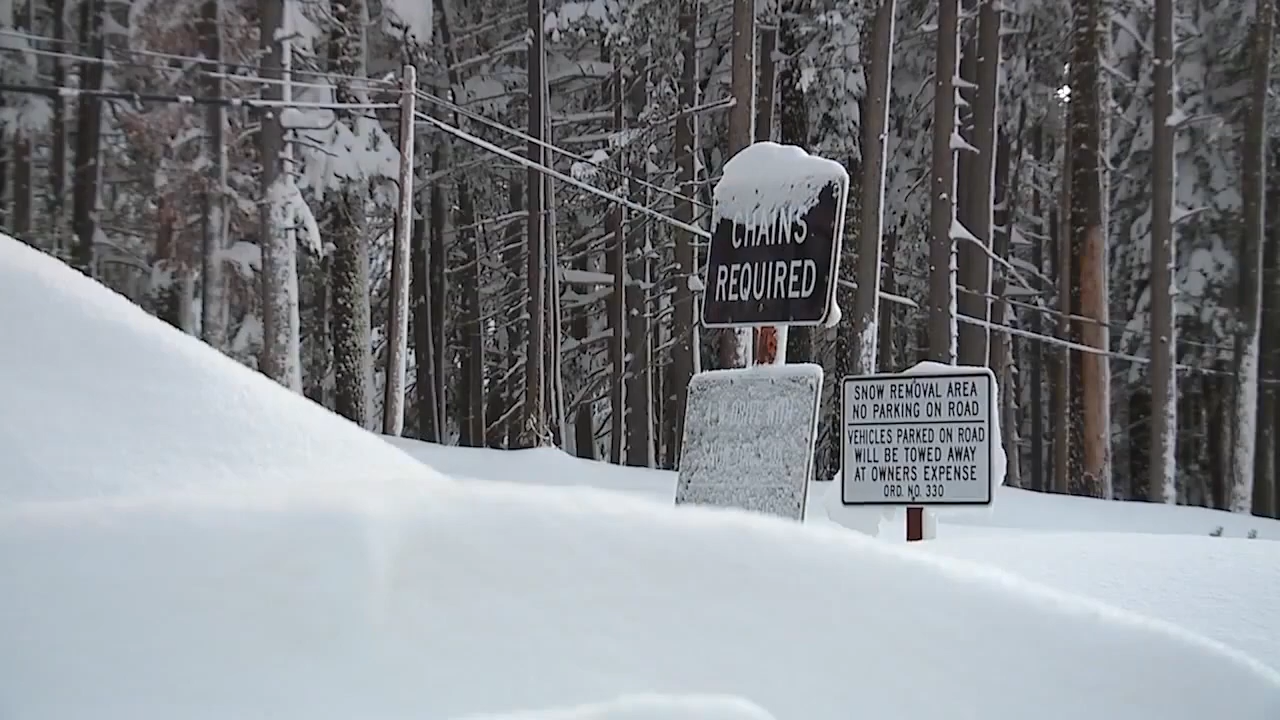 CHAINS
REQUIRED
SNOW REMOVAL AREA
NO PARKING ON ROAD
VEHICLES PARKED ON ROAD
WILL BE TOWED AWAY
AT OWNERS EXPENSE
ORD. NO. 330